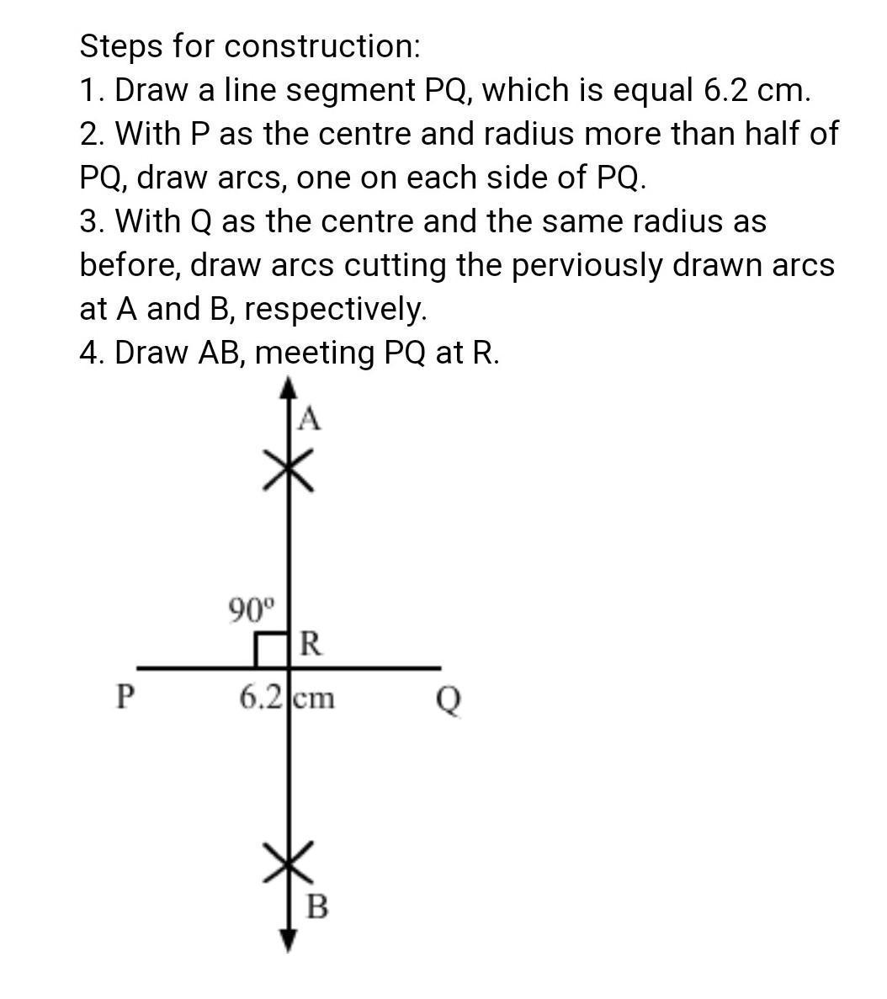 Steps for construction:
1. Draw a line segment PQ, which is equal 6.2 cm.
2. With P as the centre and radius more than half of
PQ, draw arcs, one on each side of PQ.
3. With Q as the centre and the same radius as
before, draw arcs cutting the perviously drawn arcs
at A and B, respectively.
4. Draw AB, meeting PQ at R.
A
90º
R
P 6.2 cm Q
B